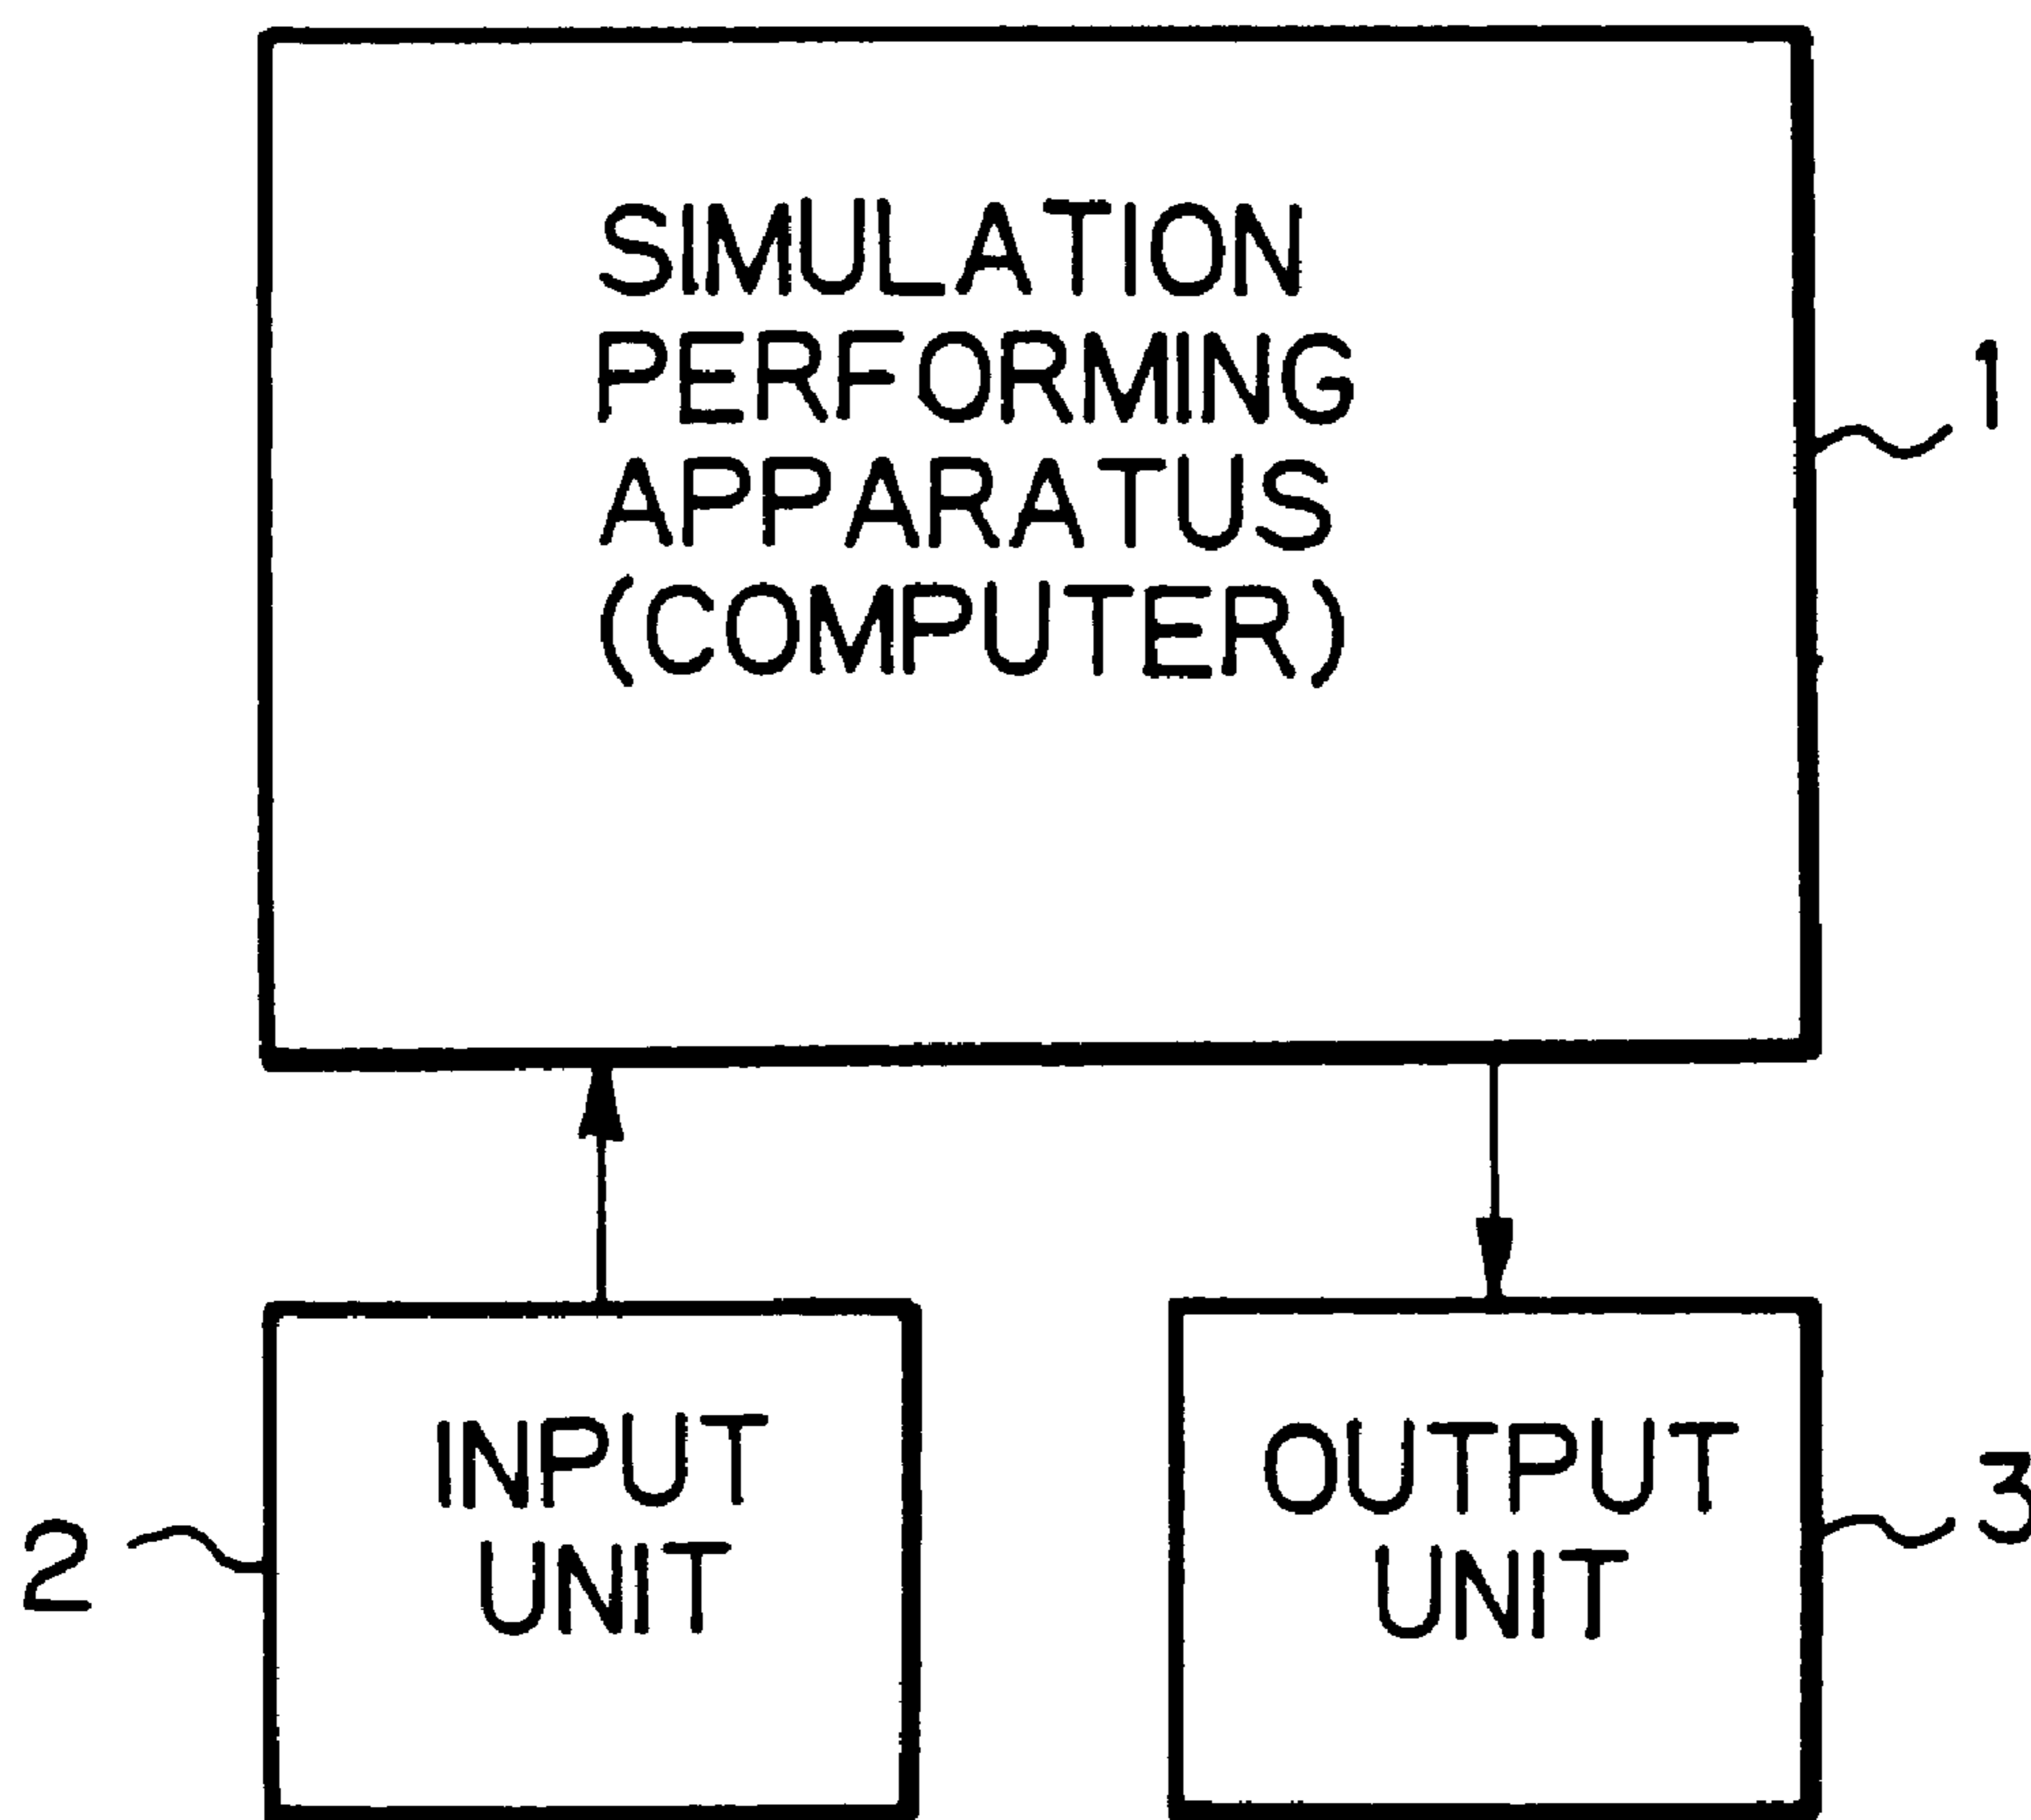 SIMULATION
PERFORMING
APPARATUS
(COMPUTER)
1
INPUT
UNIT
2
OUTPUT
UNIT
3